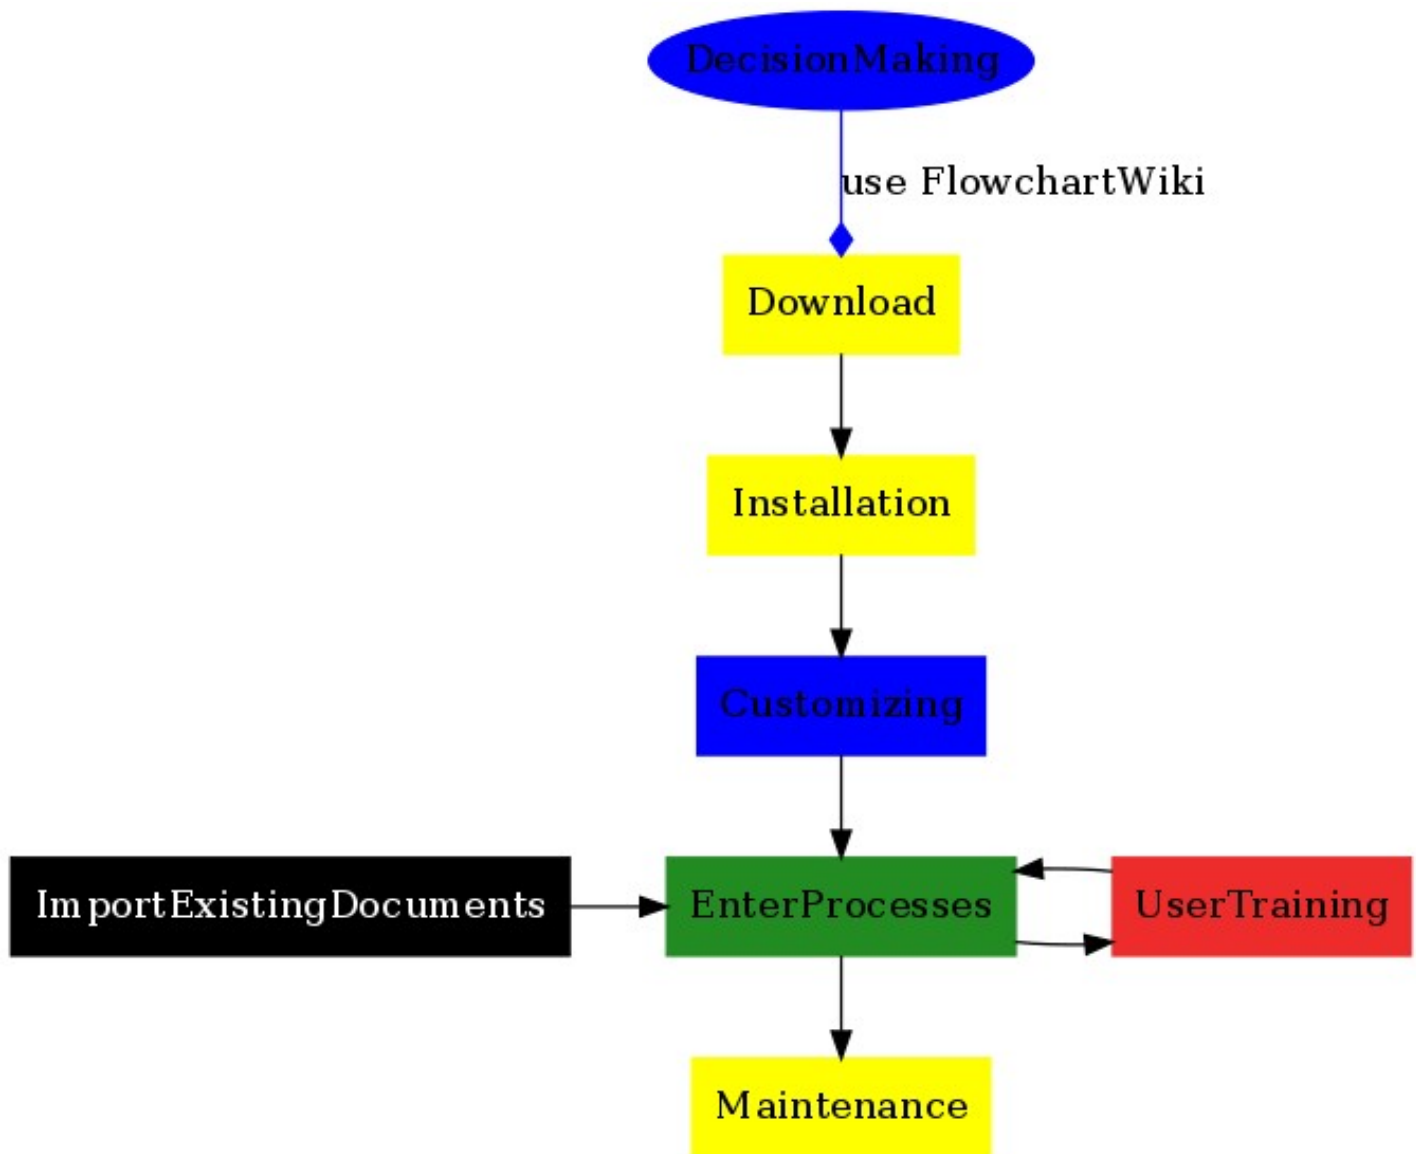 DecisionMaking
use FlowchartWiki
Download
Installation
Customizing
ImportExistingDocuments
EnterProcesses
UserTraining
Maintenance